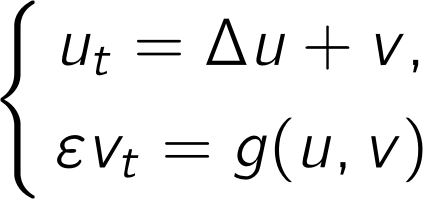 u_t = Δu + v,
εv_t = g(u, v)